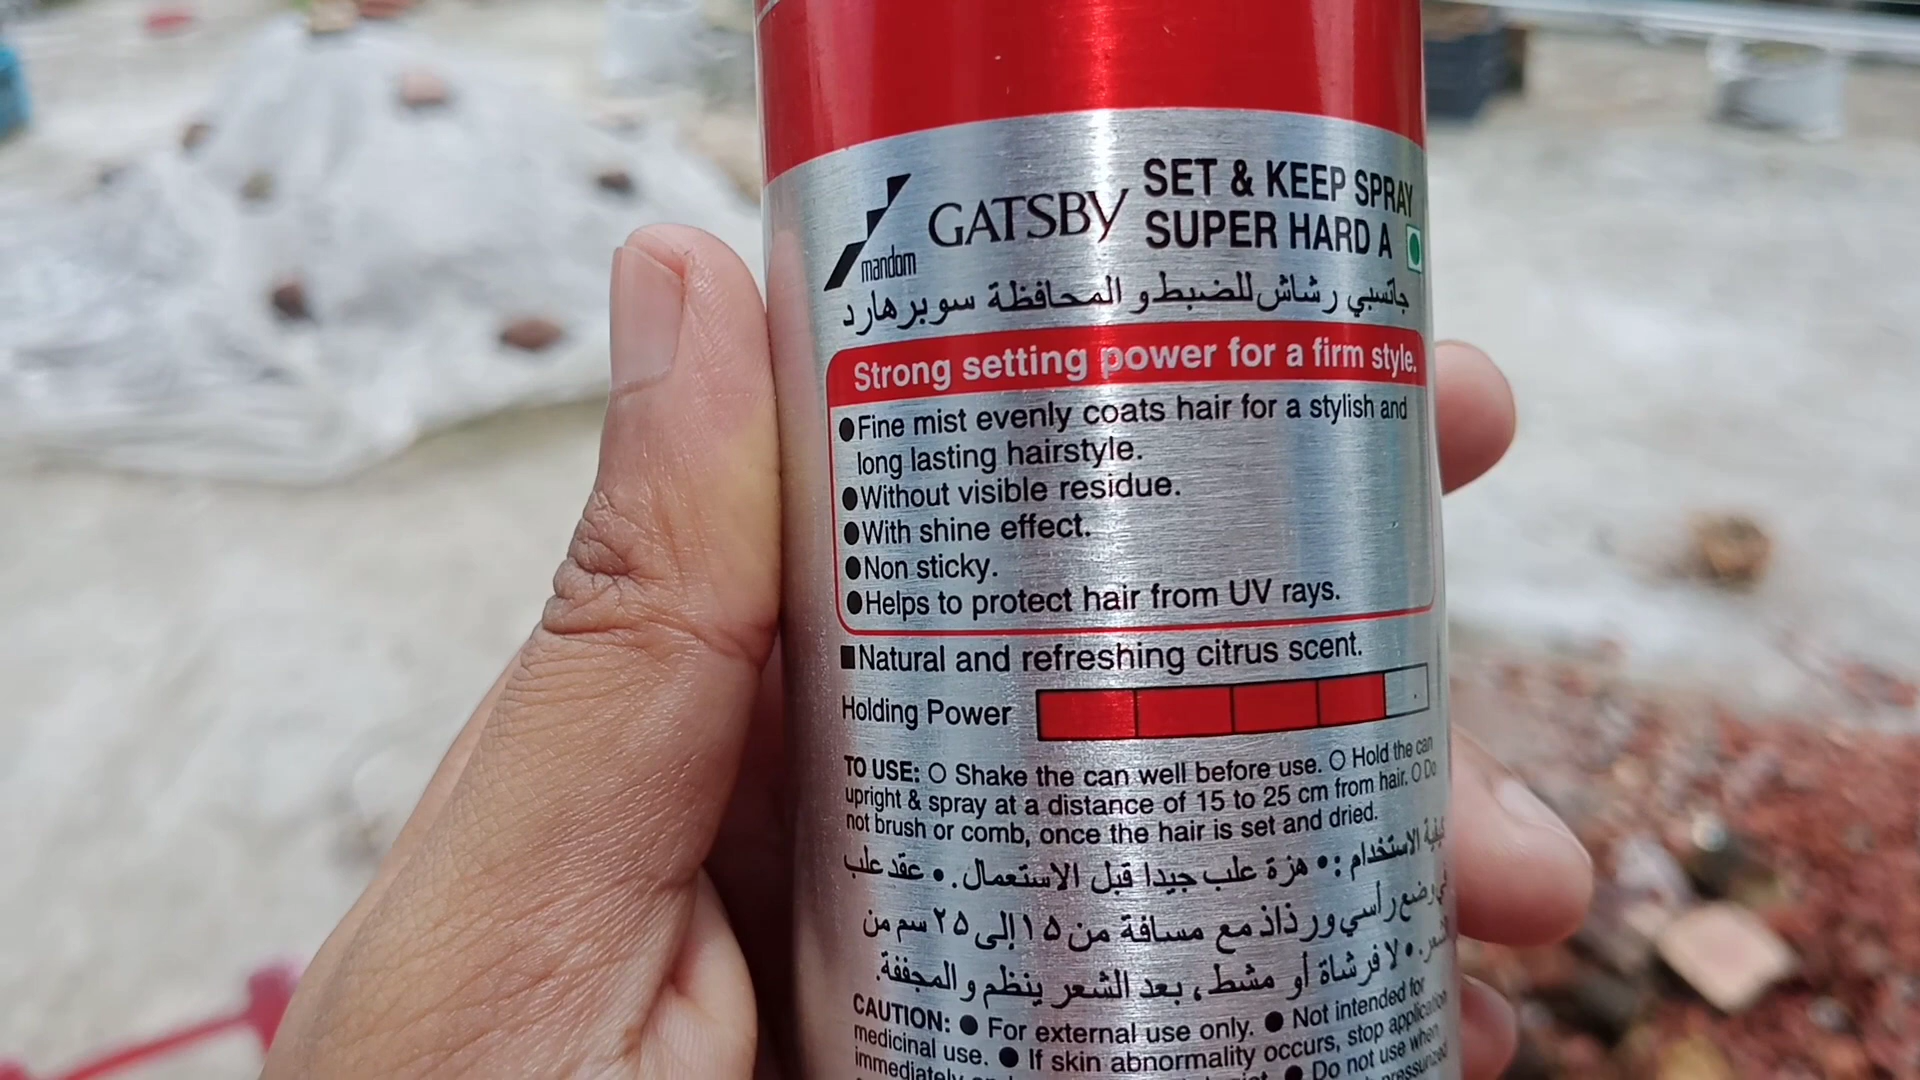 mandom
GATSBY
SET & KEEP SPRAY
SUPER HARD A
جاتسبي رشاش للضبط و المحافظة سوبرهارد
Strong setting power for a firm style.
●Fine mist evenly coats hair for a stylish and
long lasting hairstyle.
●Without visible residue.
●With shine effect.
●Non sticky.
●Helps to protect hair from UV rays.
■Natural and refreshing citrus scent.
Holding Power
TO USE: O Shake the can well before use. O Hold the can
upright & spray at a distance of 15 to 25 cm from hair. O Do
not brush or comb, once the hair is set and dried.
كيفية الاستخدام : • هزة علب جيدا قبل الاستعمال. • عقد علب
في وضع رأسي ورذاذ مع مسافة من ١٥ إلى ٢٥ سم من
الشعر. • لا فرشاة أو مشط، بعد الشعر ينظم و المجففة.
CAUTION: ● For external use only. ● Not intended for
medicinal use. ● If skin abnormality occurs, stop application
immediately ● Do not use when
pressurized